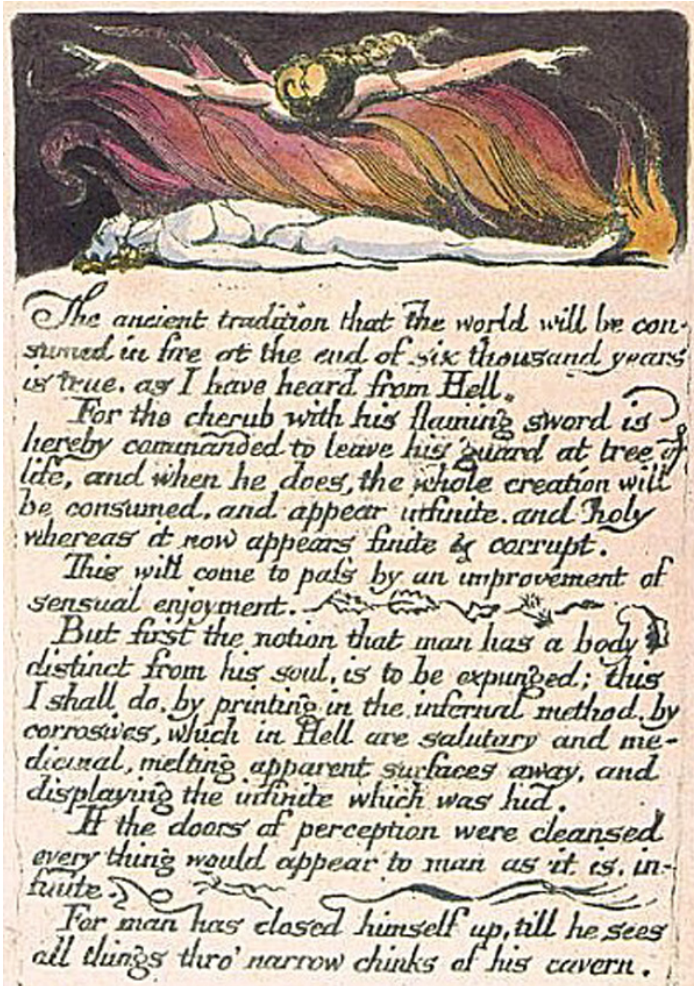 The ancient tradition that the world will be con-
sumed in fire at the end of six thousand years
is true. as I have heard from Hell.
For the cherub with his flaming sword is
hereby commanded to leave his guard at tree of
life, and when he does, the whole creation will
be consumed, and appear infinite. and holy
whereas it now appears finite & corrupt.
This will come to paſs by an improvement of
sensual enjoyment.
But first the notion that man has a body
distinct from his soul, is to be expunged; this
I shall do, by printing in the infernal method, by
corrosives, which in Hell are salutary and me-
dicinal, melting apparent surfaces away, and
displaying the infinite which was hid.
If the doors of perception were cleansed
every thing would appear to man as it is, in-
finite.
For man has closed himself up, till he sees
all things thro' narrow chinks of his cavern.